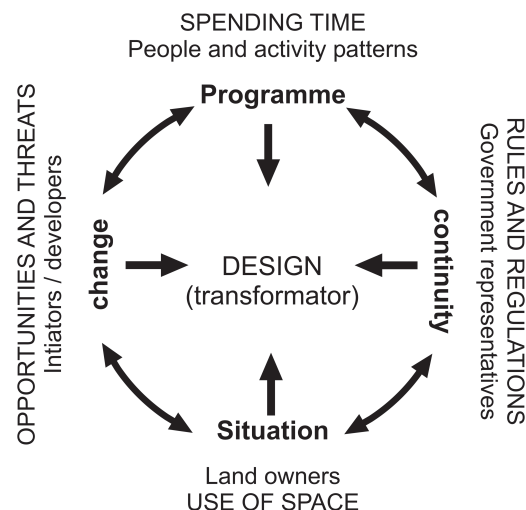 SPENDING TIME
People and activity patterns
Programme
OPPORTUNITIES AND THREATS
Intiators / developers
change
DESIGN
(transformator)
continuity
RULES AND REGULATIONS
Government representatives
Situation
Land owners
USE OF SPACE